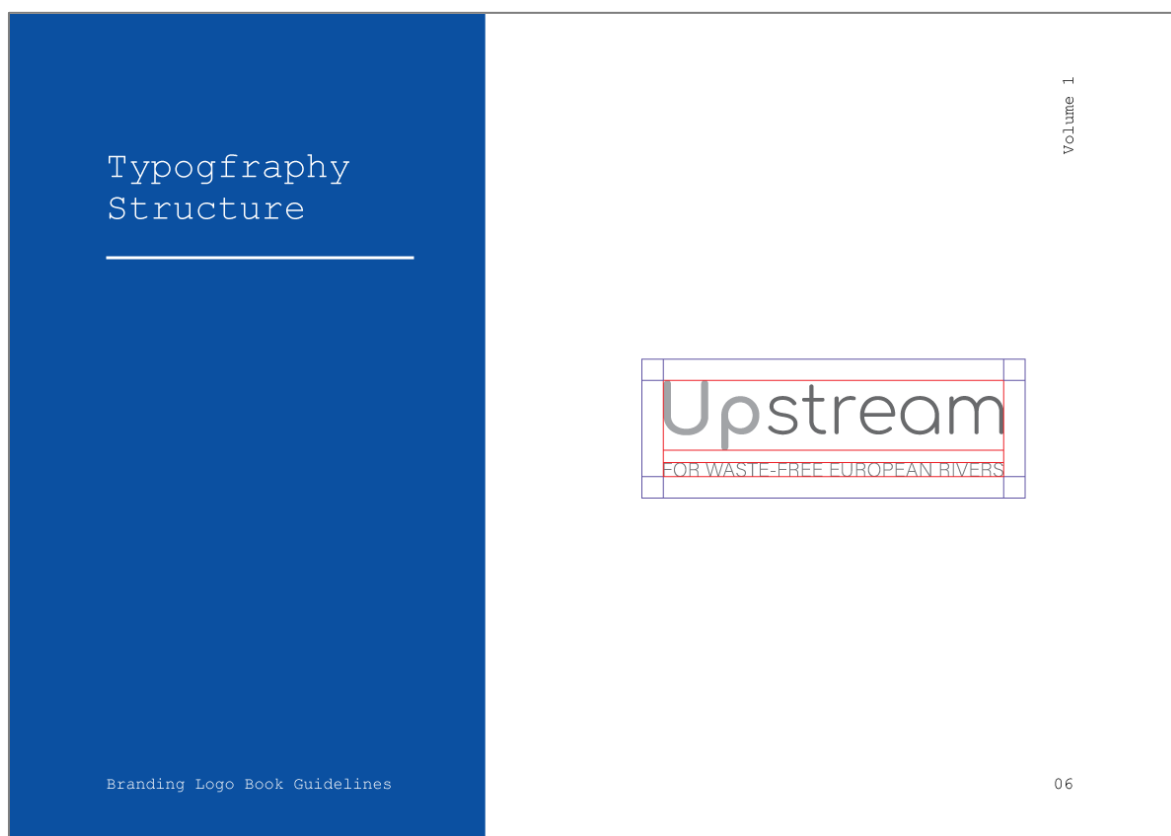 Typogfraphy
Structure
Volume 1
Upstream
FOR WASTE-FREE EUROPEAN RIVERS
Branding Logo Book Guidelines
06